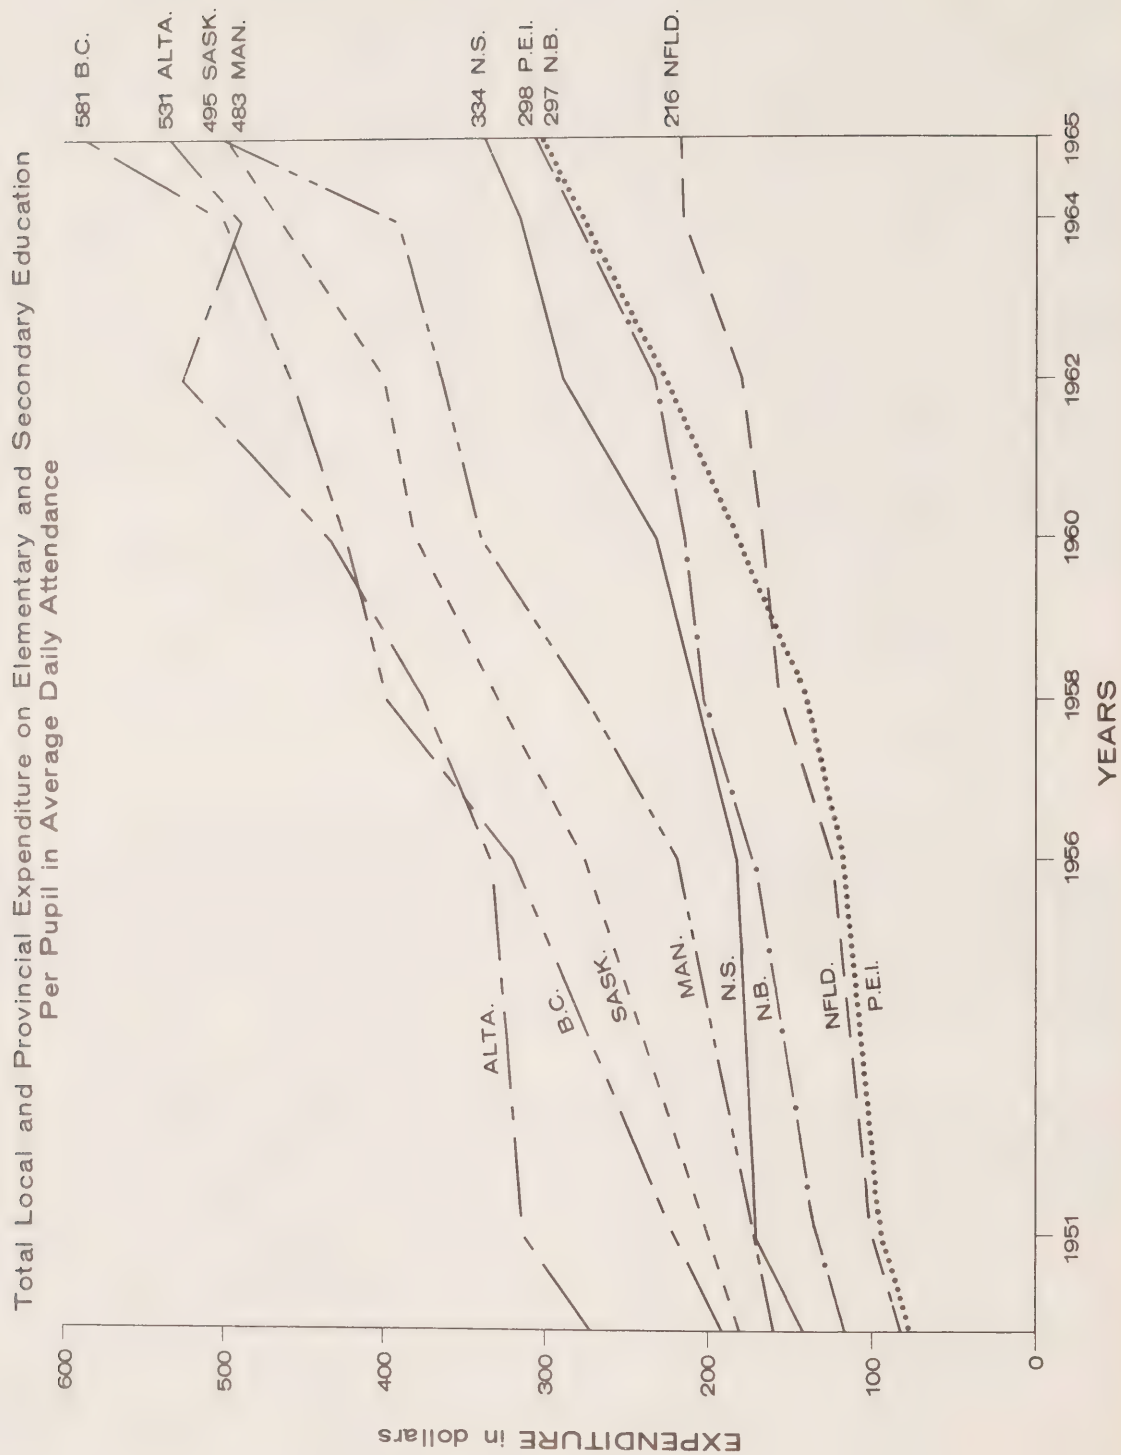 Total Local and Provincial Expenditure on Elementary and Secondary Education
Per Pupil in Average Daily Attendance
EXPENDITURE in dollars
600
500
400
300
200
100
0
581 B.C.
531 ALTA.
495 SASK.
483 MAN.
334 N.S.
298 P.E.I.
297 N.B.
216 NFLD.
ALTA.
B.C.
SASK.
MAN.
N.S.
N.B.
NFLD.
P.E.I.
1951
1956
1958
1960
1962
1964
1965
YEARS